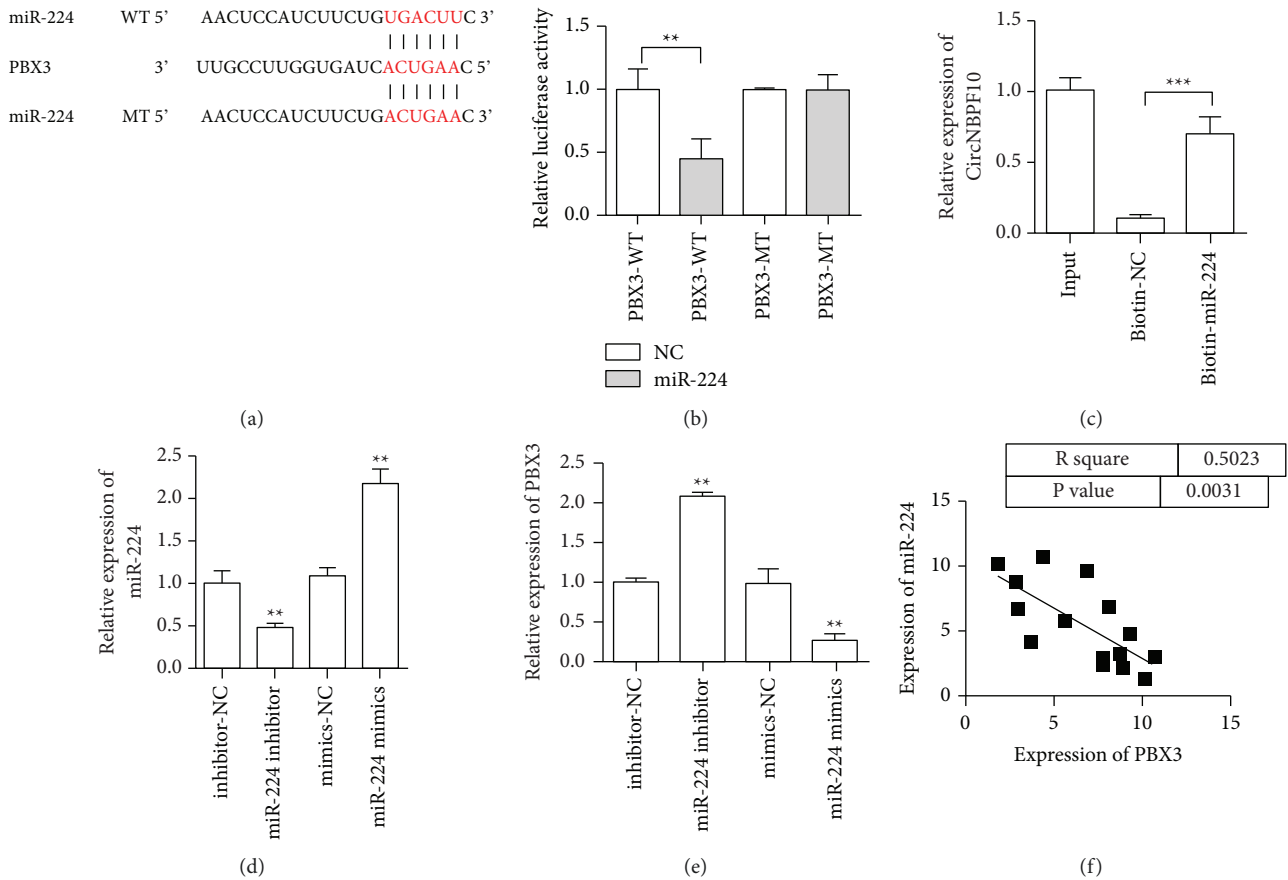 miR-224 WT 5' AACUCCAUCUUCUGUGACUUC 3'
PBX3 3' UUGCCUUGGUGAUCACUGAAC 5'
miR-224 MT 5' AACUCCAUCUUCUGACUGAAC 3'
(a)
Relative luciferase activity
1.5
1.0
0.5
0.0
**
PBX3-WT
PBX3-WT
PBX3-MT
PBX3-MT
NC
miR-224
(b)
Relative expression of
CircNBPF10
1.5
1.0
0.5
0.0
***
Input
Biotin-NC
Biotin-miR-224
(c)
Relative expression of
miR-224
2.5
2.0
1.5
1.0
0.5
0.0
**
**
inhibitor-NC
miR-224 inhibitor
mimics-NC
miR-224 mimics
(d)
Relative expression of PBX3
2.5
2.0
1.5
1.0
0.5
0.0
**
**
inhibitor-NC
miR-224 inhibitor
mimics-NC
miR-224 mimics
(e)
R square 0.5023
P value 0.0031
Expression of miR-224
15
10
5
0
0 5 10 15
Expression of PBX3
(f)